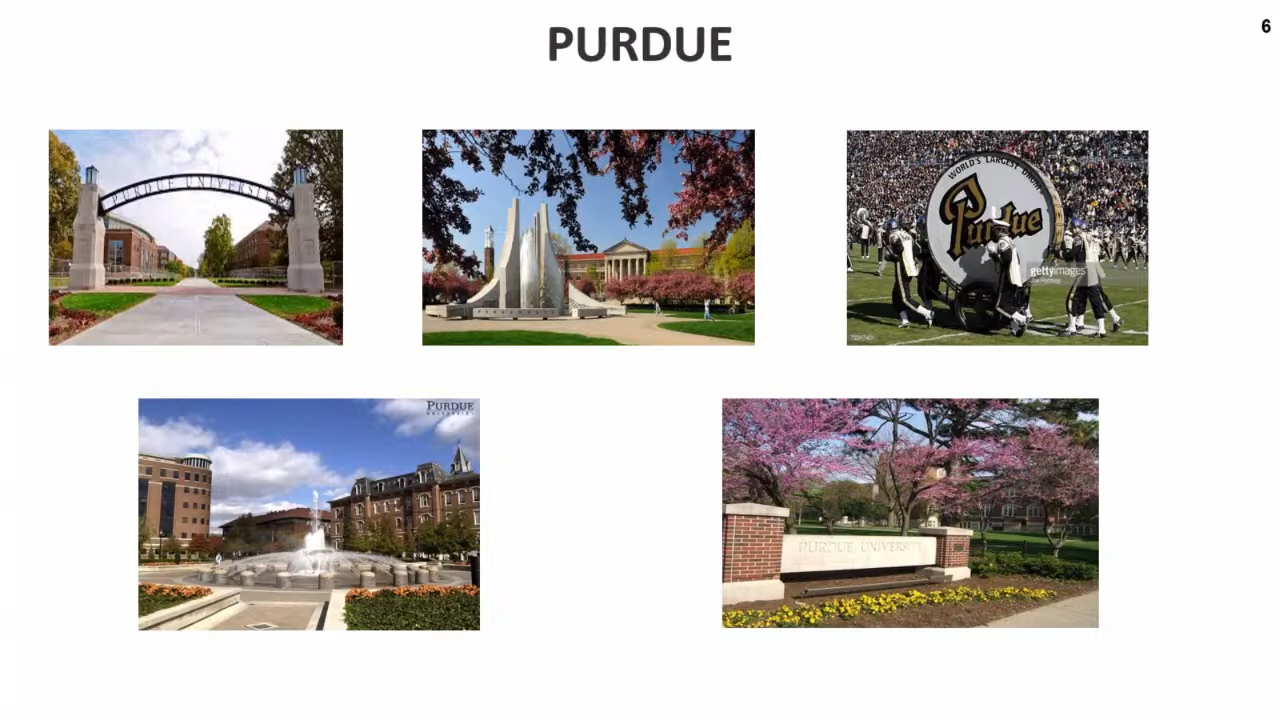 PURDUE
6
PURDUE UNIVERSITY
WORLD'S LARGEST DRUM
Purdue
gettyimages
PURDUE
UNIVERSITY
PURDUE UNIVERSITY